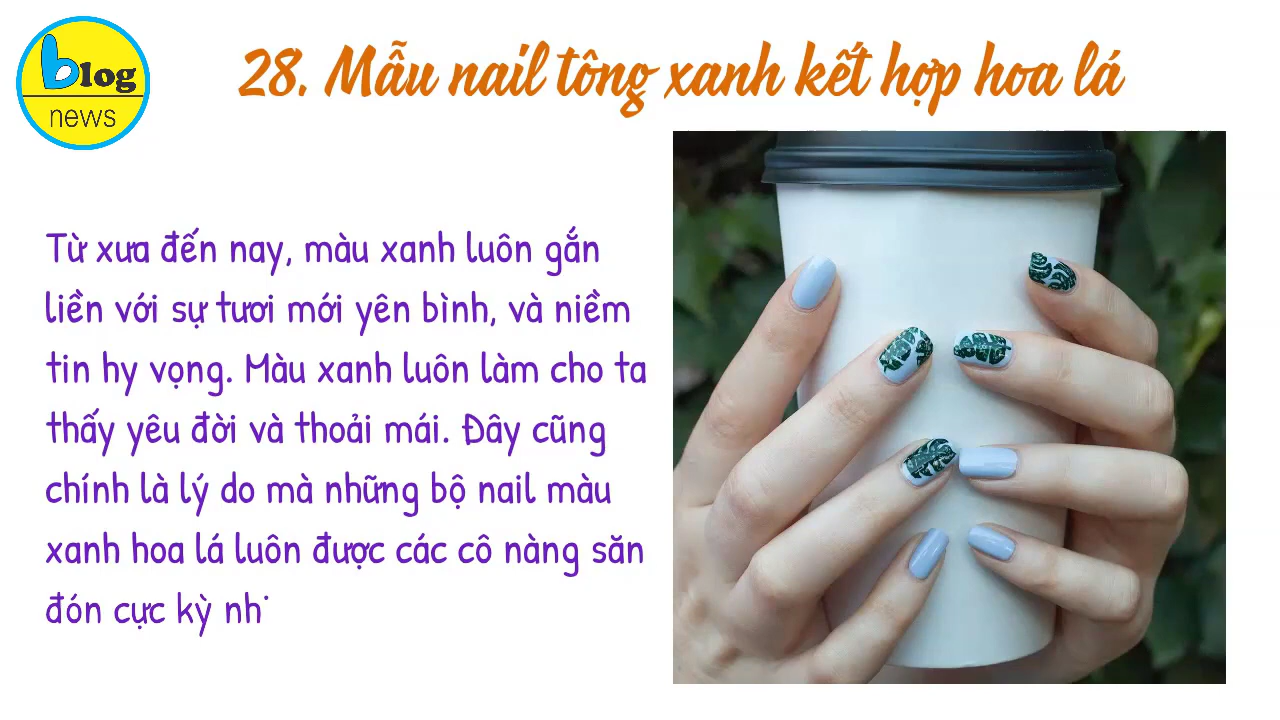 blog
news
28. Mẫu nail tông xanh kết hợp hoa lá
Từ xưa đến nay, màu xanh luôn gắn
liền với sự tươi mới yên bình, và niềm
tin hy vọng. Màu xanh luôn làm cho ta
thấy yêu đời và thoải mái. Đây cũng
chính là lý do mà những bộ nail màu
xanh hoa lá luôn được các cô nàng săn
đón cực kỳ nh